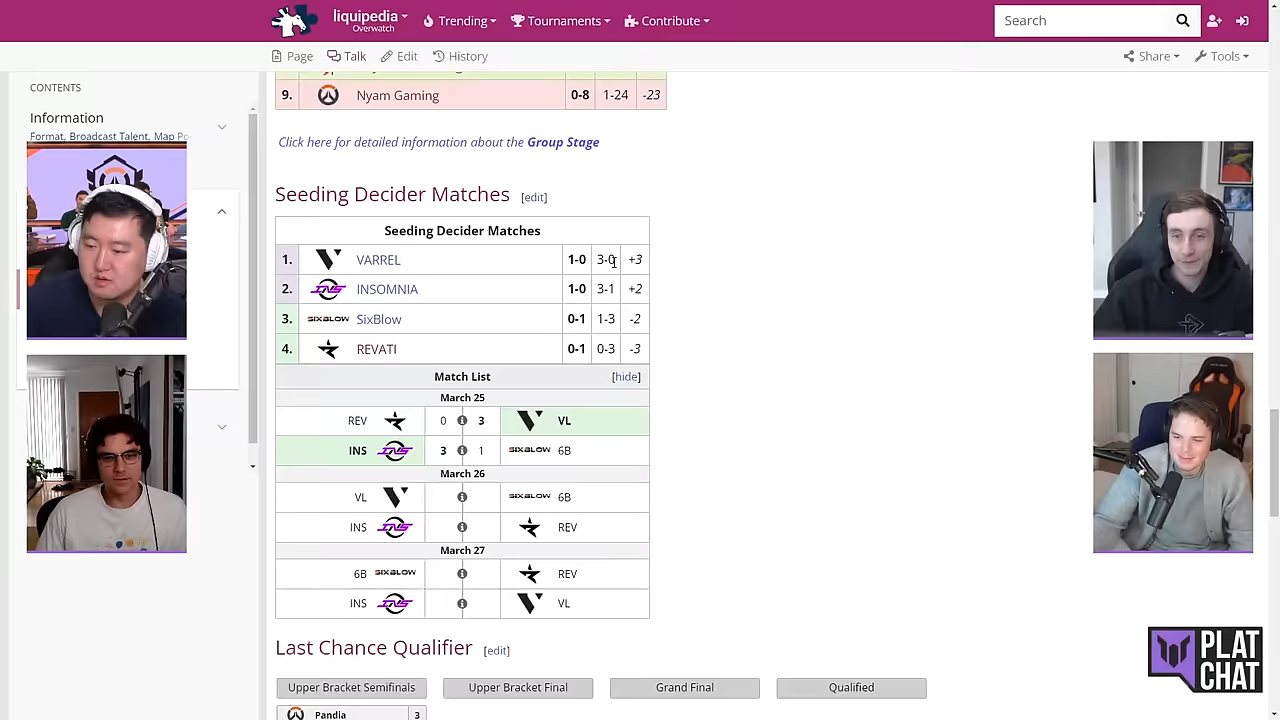 liquipedia
Overwatch
Trending
Tournaments
Contribute
Search
Page
Talk
Edit
History
Share
Tools
CONTENTS
Information
Format, Broadcast Talent, Map Po
9. Nyam Gaming 0-8 1-24 -23
Click here for detailed information about the Group Stage
Seeding Decider Matches [edit]
Seeding Decider Matches
1. VARREL 1-0 3-0 +3
2. INSOMNIA 1-0 3-1 +2
3. SIXBLOW SixBlow 0-1 1-3 -2
4. REVATI 0-1 0-3 -3
Match List [hide]
March 25
REV 0 3 VL
INS 3 1 SIXBLOW 6B
March 26
VL SIXBLOW 6B
INS REV
March 27
6B SIXBLOW REV
INS VL
Last Chance Qualifier [edit]
Upper Bracket Semifinals
Upper Bracket Final
Grand Final
Qualified
Pandia 3
PLAT
CHAT